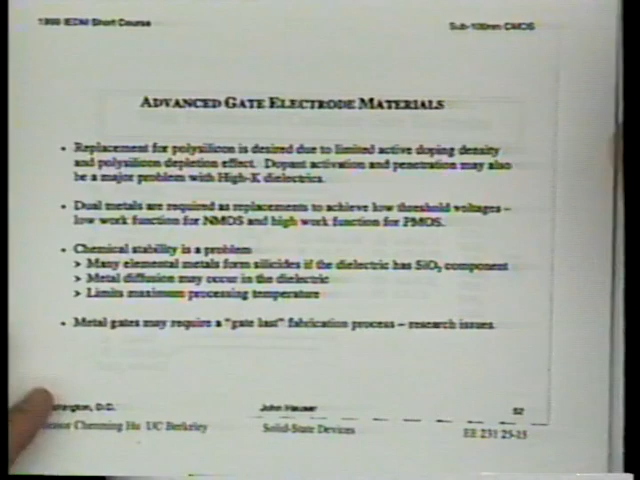 1999 IEDM Short Course
Sub-100nm CMOS
ADVANCED GATE ELECTRODE MATERIALS
• Replacement for polysilicon is desired due to limited active doping density
and polysilicon depletion effect. Dopant activation and penetration may also
be a major problem with High-K dielectrics.
• Dual metals are required as replacements to achieve low threshold voltages –
low work function for NMOS and high work function for PMOS.
• Chemical stability is a problem
> Many elemental metals form silicides if the dielectric has SiO2 component
> Metal diffusion may occur in the dielectric
> Limits maximum processing temperature
• Metal gates may require a "gate last" fabrication process – research issues.
hington, D.C.
John Hauser
52
essor Chenming Hu UC Berkeley
Solid-State Devices
EE 231 25-15